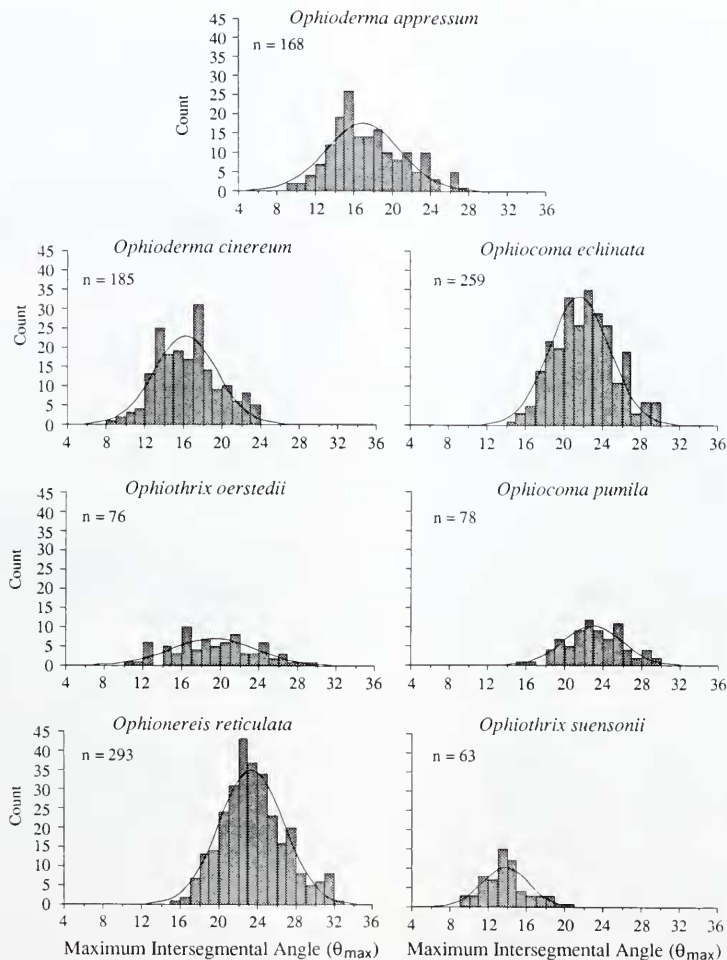 Ophioderma appressum
45
40
35
30
25
20
15
10
5
0
Count
n = 168
4 8 12 16 20 24 28 32 36
Ophioderma cinereum
45
40
35
30
25
20
15
10
5
0
Count
n = 185
4 8 12 16 20 24 28 32 36
Ophiocoma echinata
n = 259
4 8 12 16 20 24 28 32 36
Ophiothrix oerstedii
45
40
35
30
25
20
15
10
5
0
Count
n = 76
4 8 12 16 20 24 28 32 36
Ophiocoma pumila
n = 78
4 8 12 16 20 24 28 32 36
Ophionereis reticulata
45
40
35
30
25
20
15
10
5
0
Count
n = 293
4 8 12 16 20 24 28 32 36
Maximum Intersegmental Angle (θmax)
Ophiothrix suensonii
n = 63
4 8 12 16 20 24 28 32 36
Maximum Intersegmental Angle (θmax)